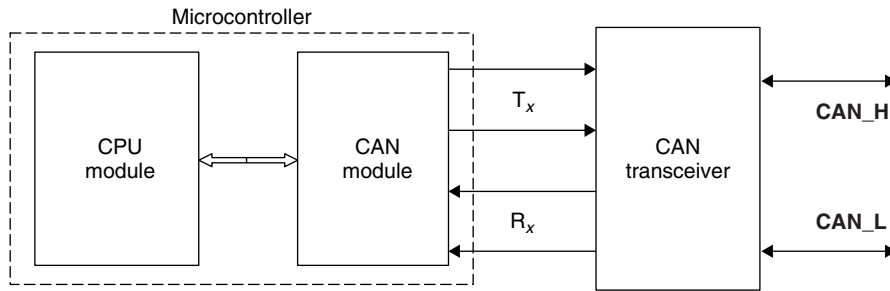 Microcontroller
CPU
module
CAN
module
Tx
Rx
CAN
transceiver
CAN_H
CAN_L